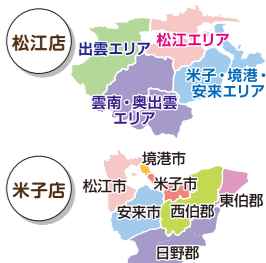 松江店
出雲エリア
松江エリア
米子・境港・
安来エリア
雲南・奥出雲
エリア
米子店
境港市
松江市
米子市
安来市
西伯郡
東伯郡
日野郡